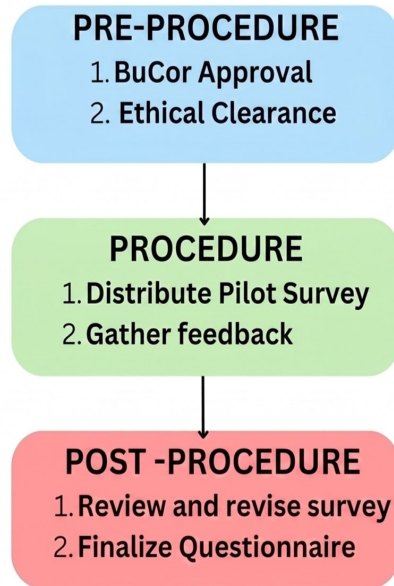 PRE-PROCEDURE
1. BuCor Approval
2. Ethical Clearance
PROCEDURE
1. Distribute Pilot Survey
2. Gather feedback
POST -PROCEDURE
1. Review and revise survey
2. Finalize Questionnaire